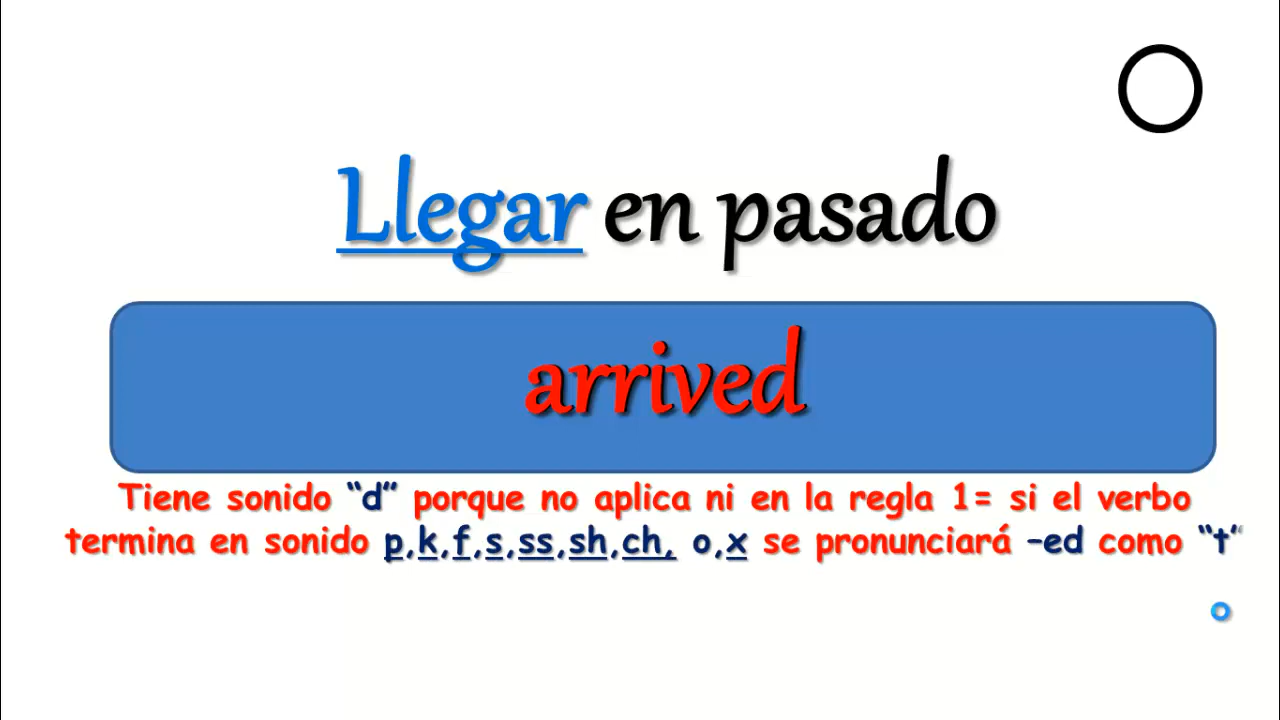 Llegar en pasado
arrived
Tiene sonido “d” porque no aplica ni en la regla 1= si el verbo
termina en sonido p,k,f,s,ss,sh,ch, o,x se pronunciará –ed como “t”